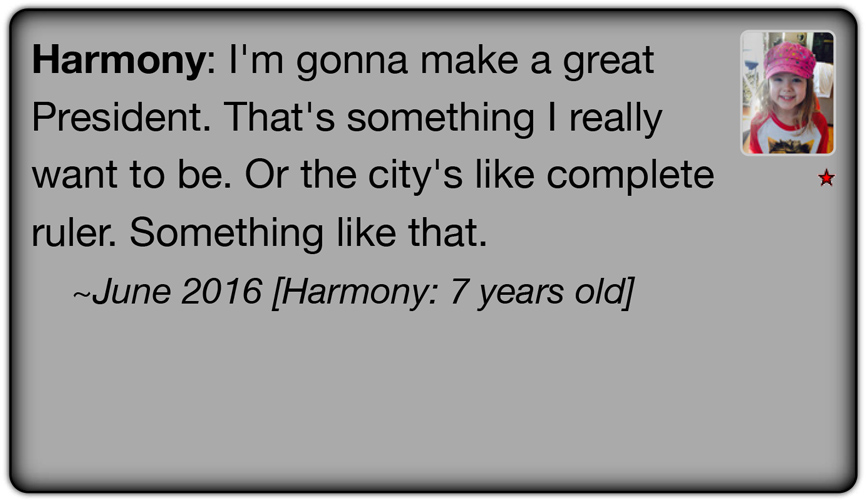 Harmony: I'm gonna make a great
President. That's something I really
want to be. Or the city's like complete
ruler. Something like that.
~June 2016 [Harmony: 7 years old]